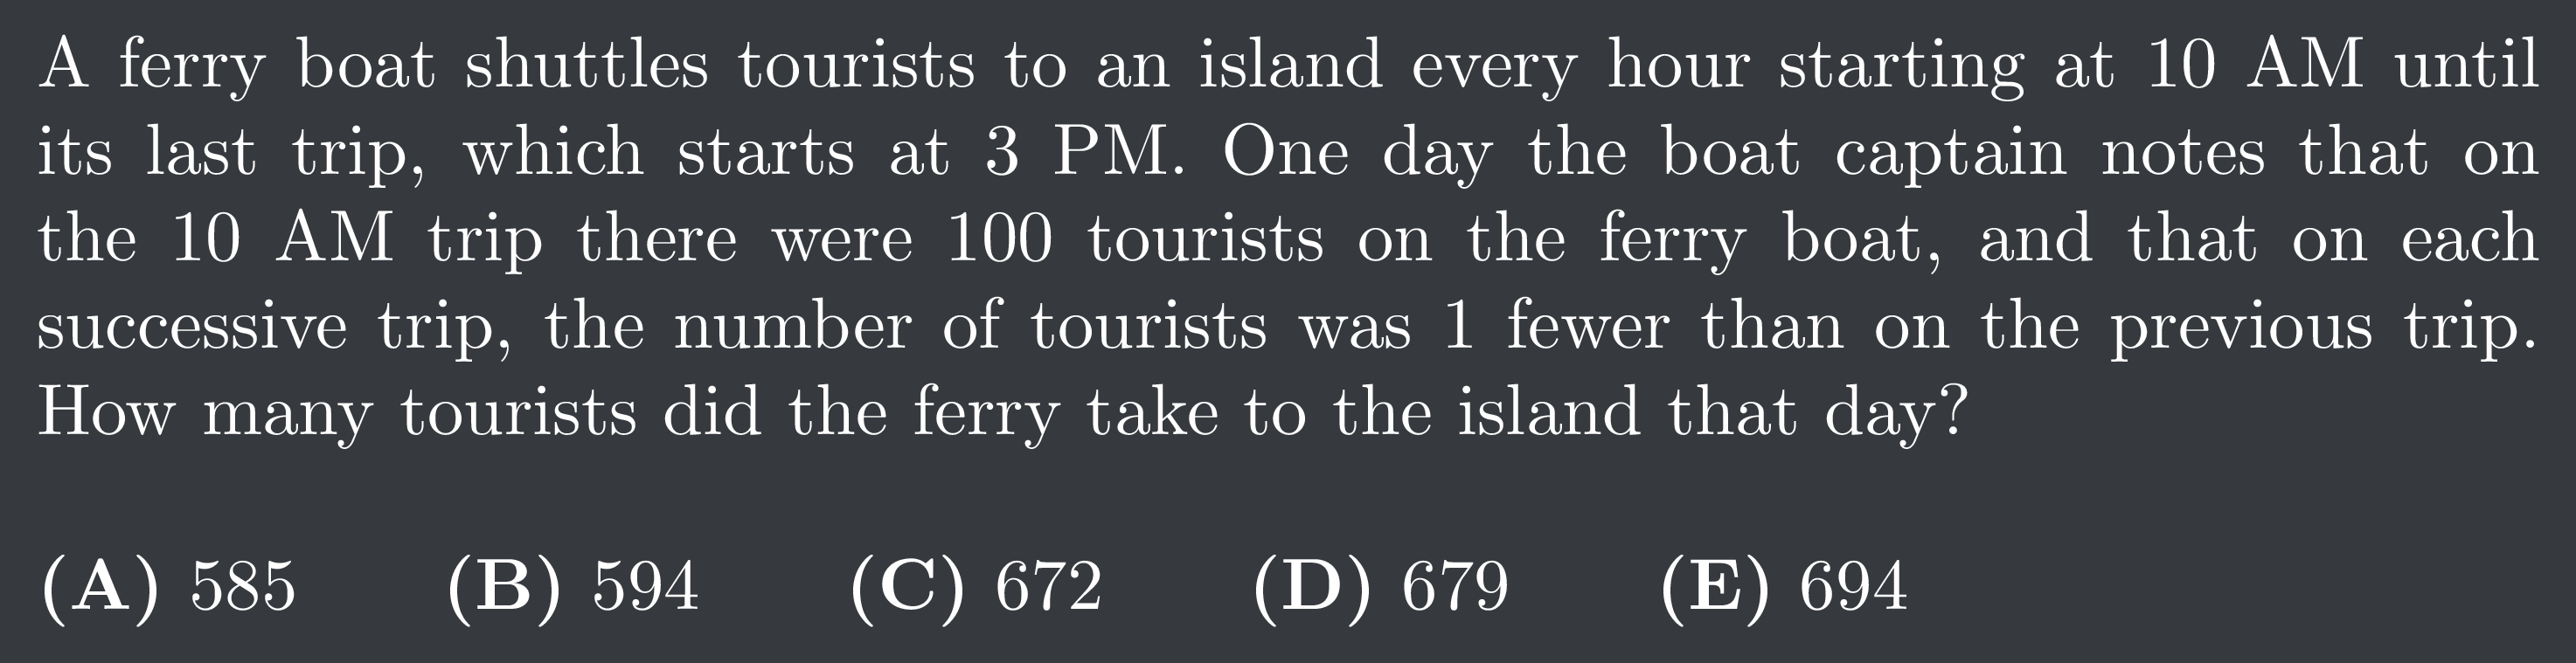 A ferry boat shuttles tourists to an island every hour starting at 10 AM until
its last trip, which starts at 3 PM. One day the boat captain notes that on
the 10 AM trip there were 100 tourists on the ferry boat, and that on each
successive trip, the number of tourists was 1 fewer than on the previous trip.
How many tourists did the ferry take to the island that day?
(A) 585 (B) 594 (C) 672 (D) 679 (E) 694